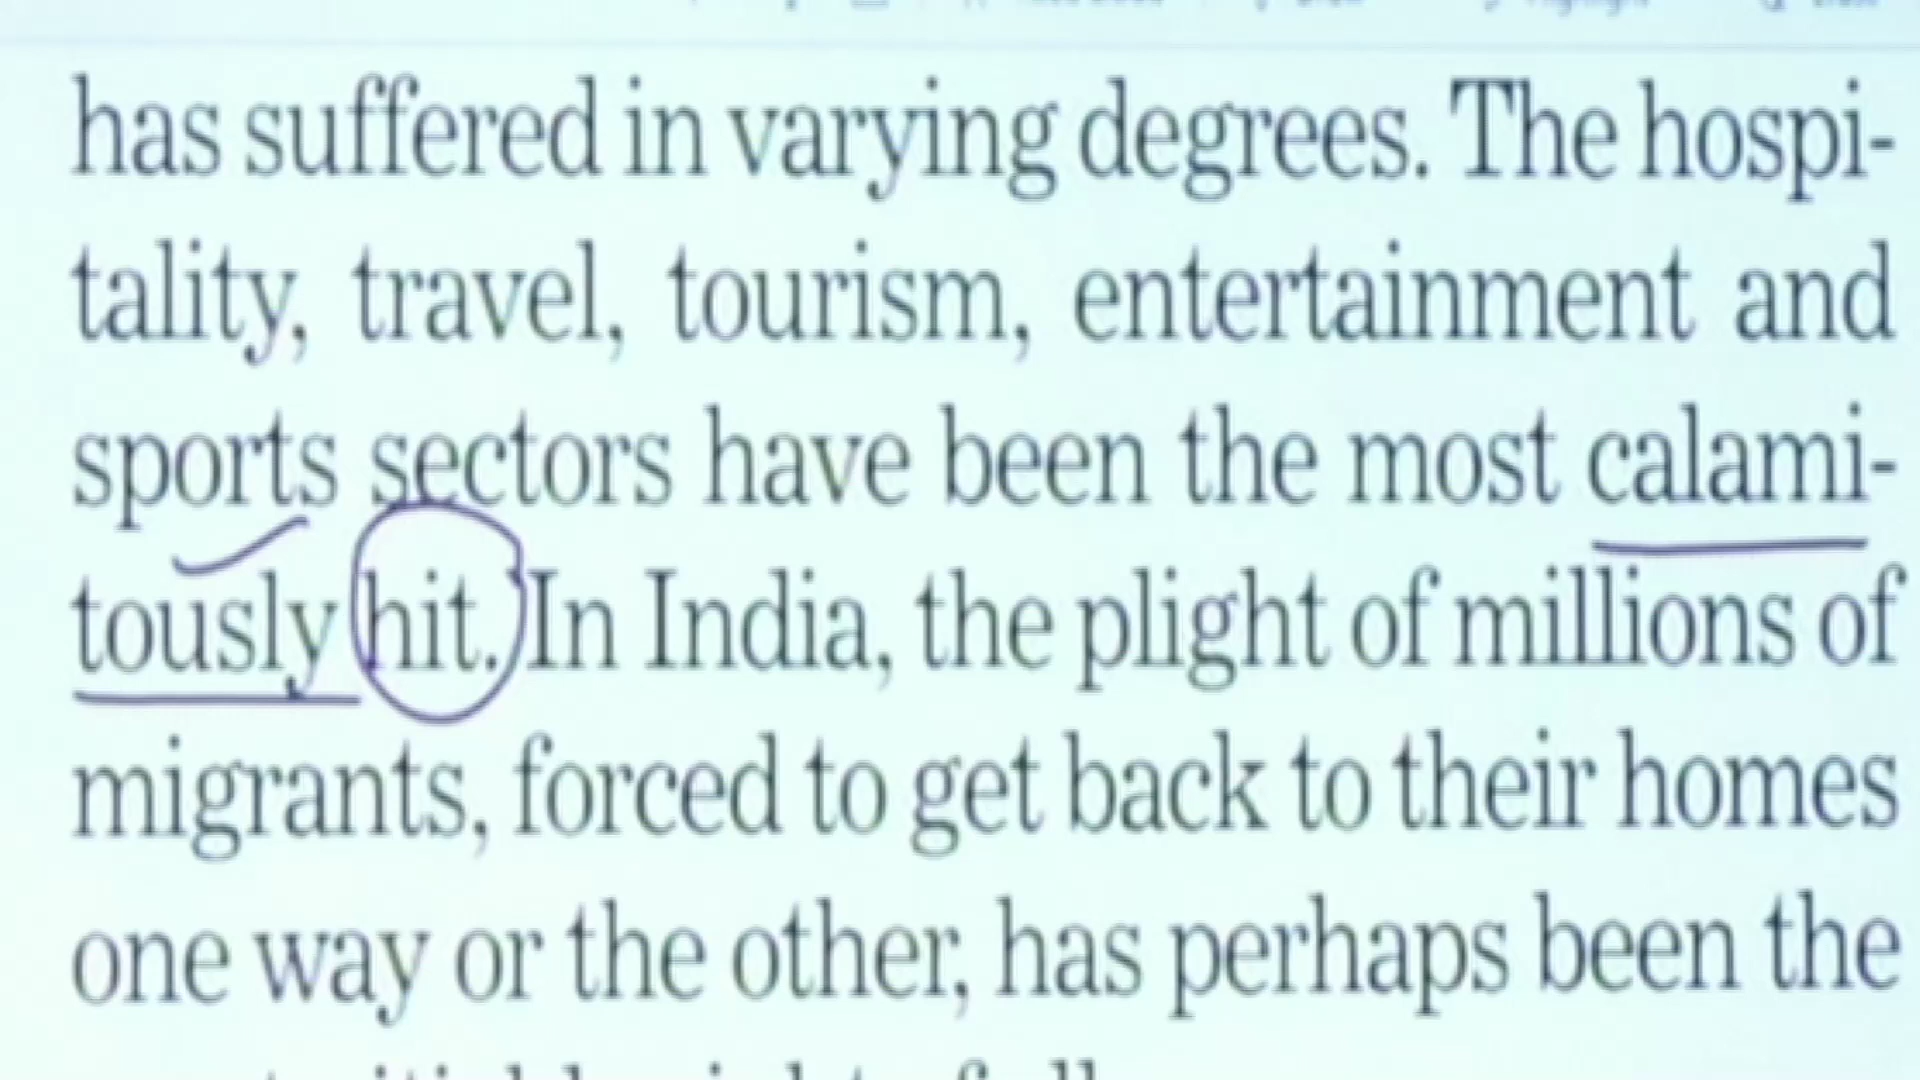 has suffered in varying degrees. The hospi-
tality, travel, tourism, entertainment and
sports sectors have been the most calami-
tously hit. In India, the plight of millions of
migrants, forced to get back to their homes
one way or the other, has perhaps been the